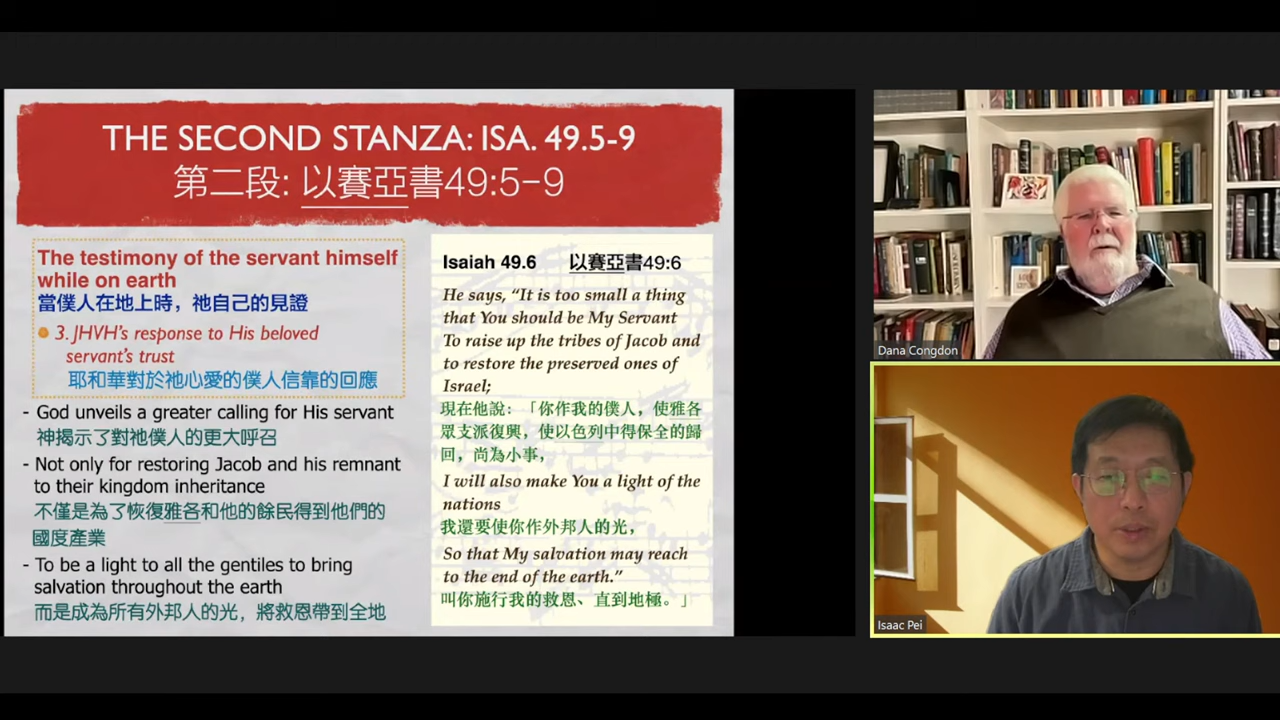 THE SECOND STANZA: ISA. 49.5-9
第二段: 以賽亞書49:5-9
The testimony of the servant himself
while on earth
當僕人在地上時，祂自己的見證
3. JHVH's response to His beloved
servant's trust
耶和華對於祂心愛的僕人信靠的回應
- God unveils a greater calling for His servant
神揭示了對祂僕人的更大呼召
- Not only for restoring Jacob and his remnant
to their kingdom inheritance
不僅是為了恢復雅各和他的餘民得到他們的
國度產業
- To be a light to all the gentiles to bring
salvation throughout the earth
而是成為所有外邦人的光，將救恩帶到全地
Isaiah 49.6 以賽亞書49:6
He says, “It is too small a thing
that You should be My Servant
To raise up the tribes of Jacob and
to restore the preserved ones of
Israel;
現在他說：「你作我的僕人，使雅各
眾支派復興，使以色列中得保全的歸
回，尚為小事，
I will also make You a light of the
nations
我還要使你作外邦人的光，
So that My salvation may reach
to the end of the earth.”
叫你施行我的救恩、直到地極。」
Dana Congdon
Isaac Pei